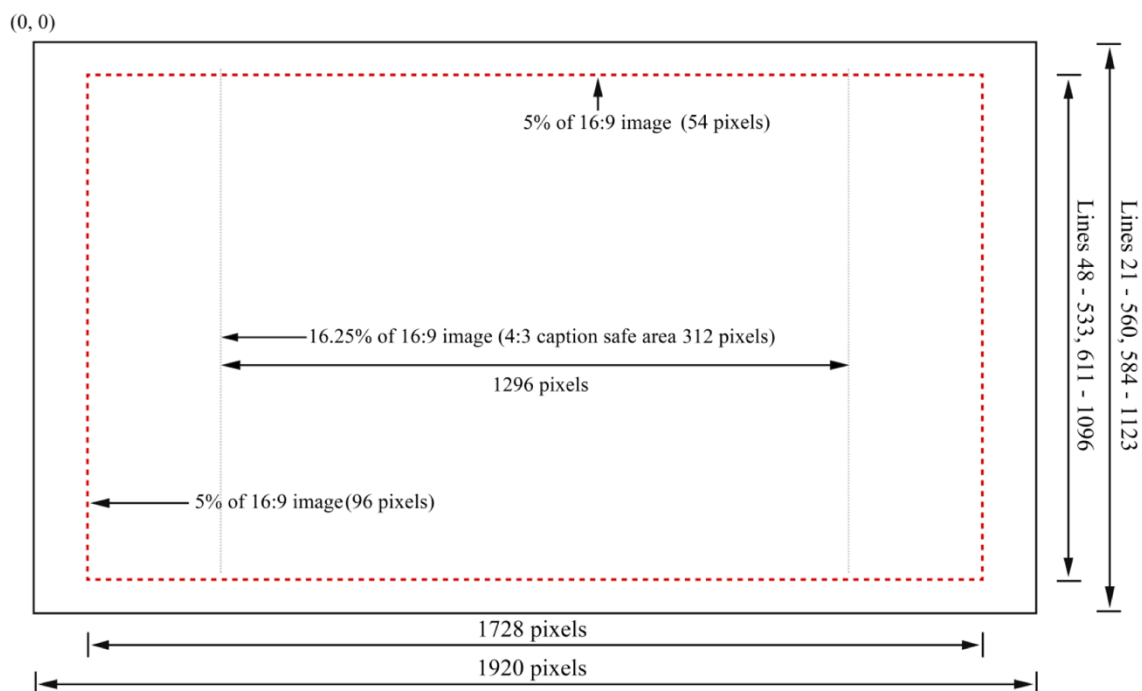 (0, 0)
5% of 16:9 image (54 pixels)
16.25% of 16:9 image (4:3 caption safe area 312 pixels)
1296 pixels
5% of 16:9 image (96 pixels)
Lines 48 - 533, 611 - 1096
Lines 21 - 560, 584 - 1123
1728 pixels
1920 pixels